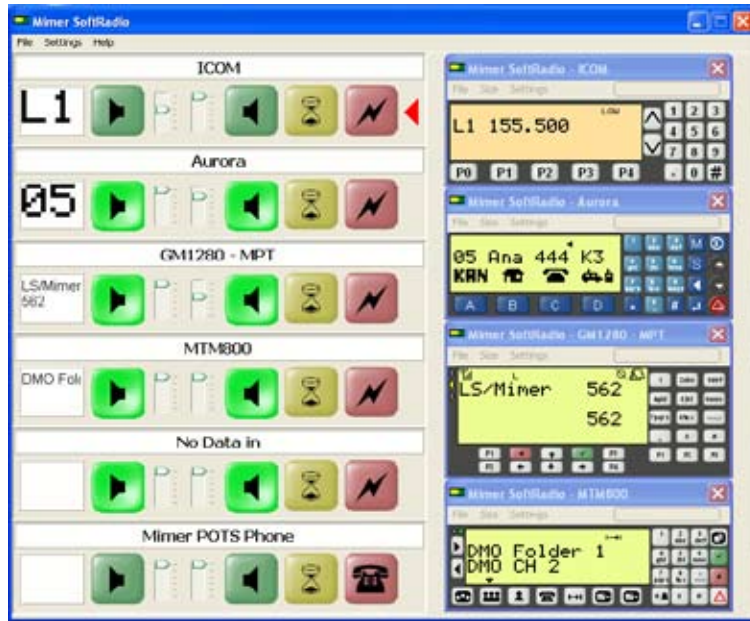 Mimer SoftRadio
File Settings Help
ICOM
L1
Aurora
05
GM1280 - MPT
LS/Mimer
562
MTM800
DMO Fol
No Data in
Mimer POTS Phone
Mimer SoftRadio - ICOM
File Size Settings
LOW
L1 155.500
1 2 3
4 5 6
7 8 9
P0 P1 P2 P3 P4 . 0 #
Mimer SoftRadio - Aurora
File Size Settings
05 Ana 444 K3
KAN
M
S
A B C D
#
Mimer SoftRadio - GM1280 - MPT
File Size Settings
L
LS/Mimer 562
562
Mimer SoftRadio - MTM800
File Size Settings
DMO Folder 1
DMO CH 2